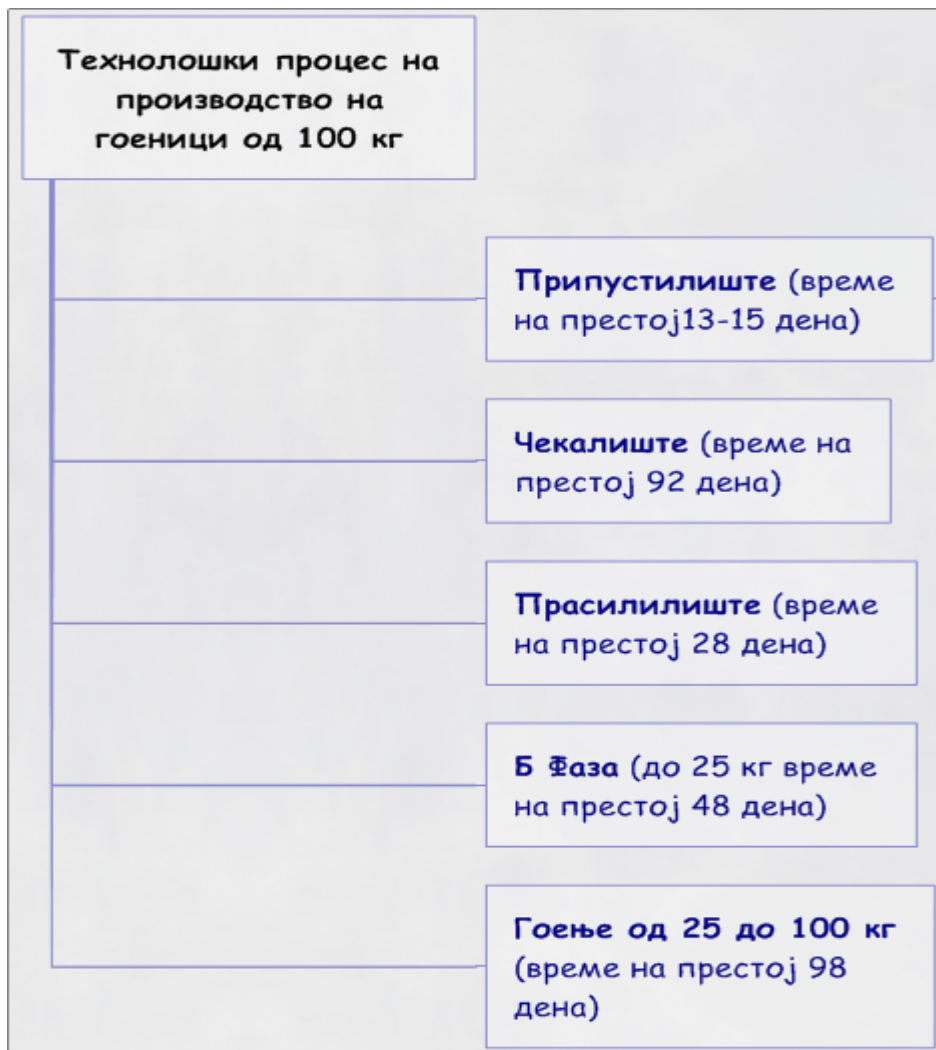 Технолошки процес на
производство на
гоеници од 100 кг
Припустилиште (време
на престој13-15 дена)
Чекалиште (време на
престој 92 дена)
Прасилилиште (време
на престој 28 дена)
Б Фаза (до 25 кг време
на престој 48 дена)
Гоење од 25 до 100 кг
(време на престој 98
дена)